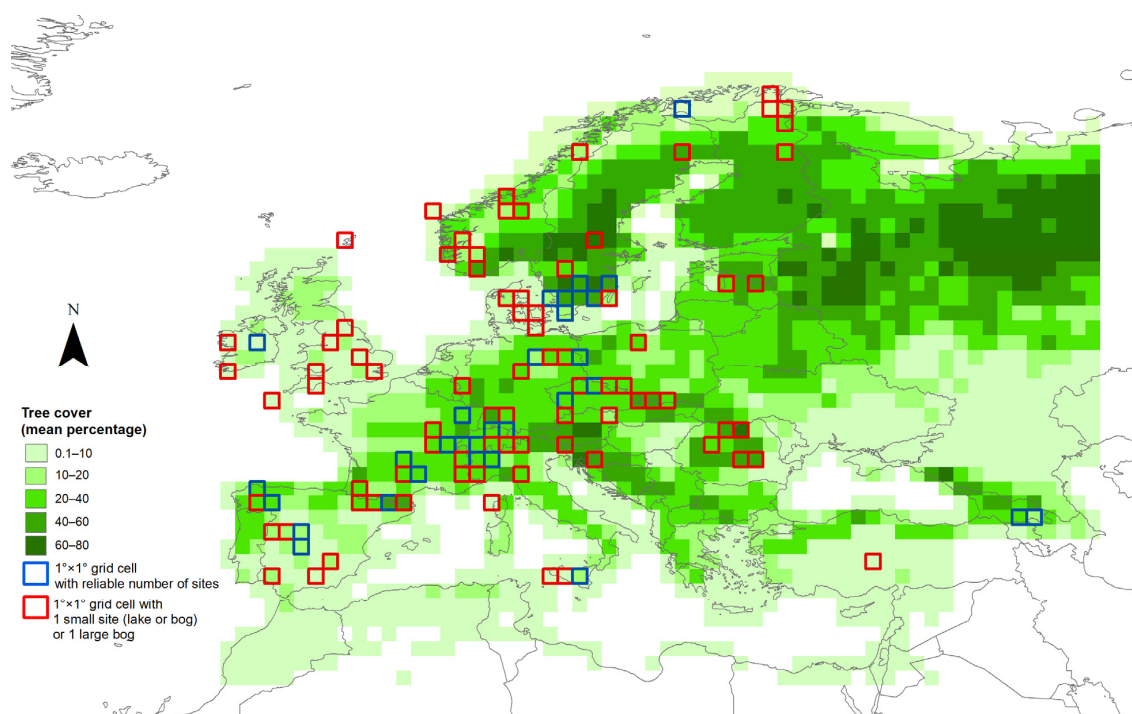 N
Tree cover
(mean percentage)
0.1–10
10–20
20–40
40–60
60–80
1°×1° grid cell
with reliable number of sites
1°×1° grid cell with
1 small site (lake or bog)
or 1 large bog